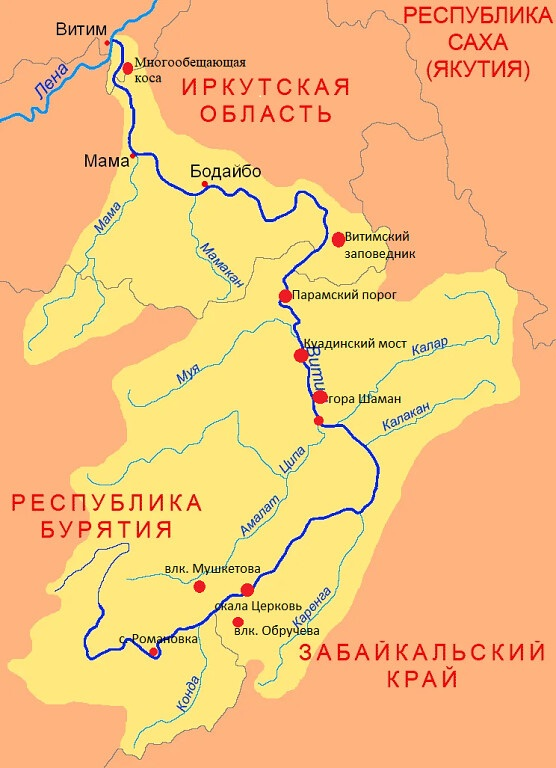 РЕСПУБЛИКА
САХА
(ЯКУТИЯ)
Витим
Многообещающая
коса
Лена
ИРКУТСКАЯ
ОБЛАСТЬ
Мама
Бодайбо
Мама
Мамакан
Витимский
заповедник
Парамский порог
Куадинский мост
Витим
Муя
Калар
гора Шаман
Калакан
Ципа
Амалат
РЕСПУБЛИКА
БУРЯТИЯ
влк. Мушкетова
скала Церковь
Каренга
влк. Обручева
с. Романовка
ЗАБАЙКАЛЬСКИЙ
КРАЙ
Конда